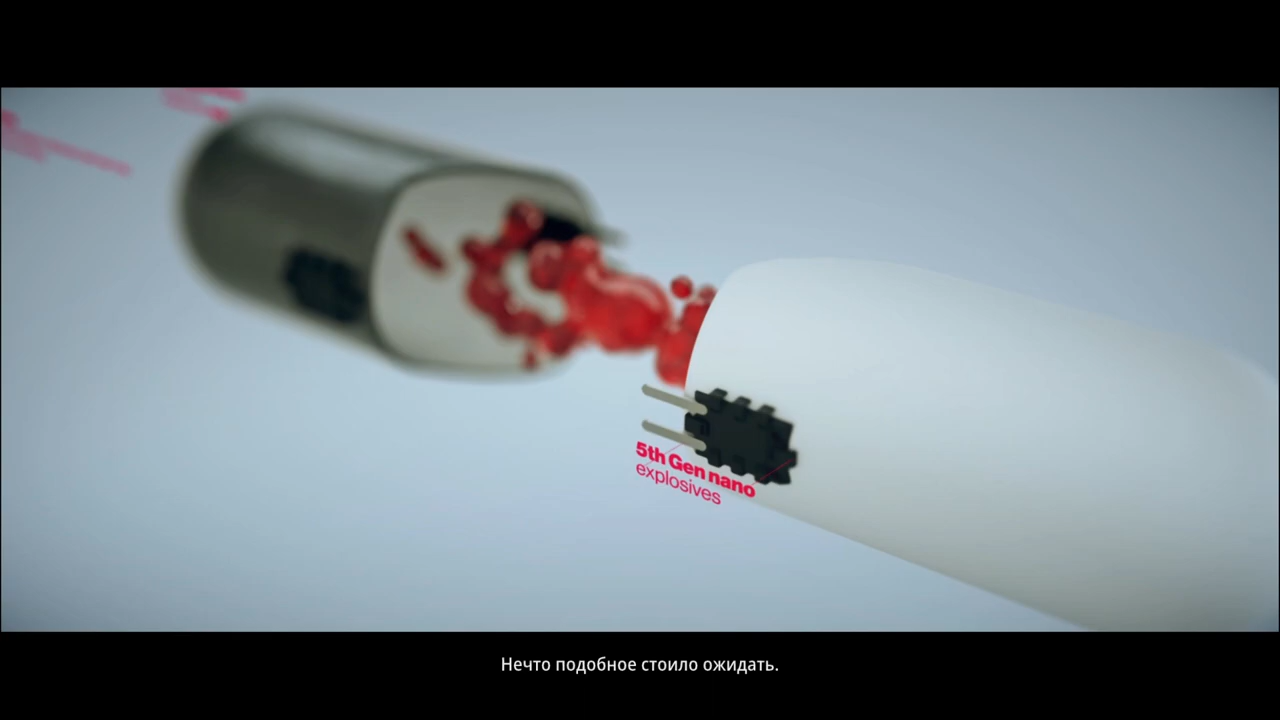 5th Gen nano
explosives
Нечто подобное стоило ожидать.